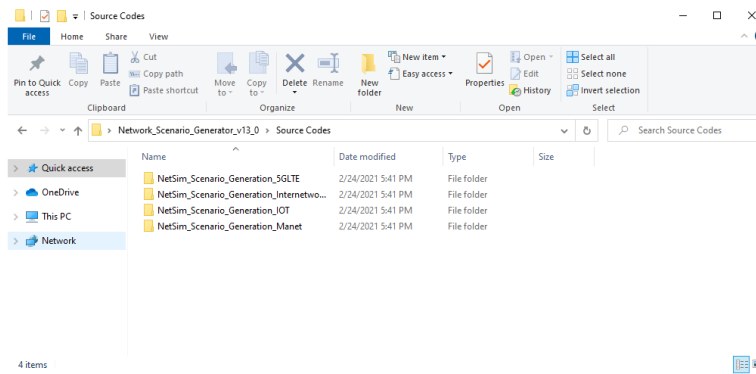 Source Codes
File Home Share View
Pin to Quick access
Copy
Paste
Cut
Copy path
Paste shortcut
Move to
Copy to
Delete
Rename
New folder
New item
Easy access
Properties
Open
Edit
History
Select all
Select none
Invert selection
Clipboard Organize New Open Select
Network_Scenario_Generator_v13_0 > Source Codes
Search Source Codes
Name Date modified Type Size
Quick access
OneDrive
This PC
Network
NetSim_Scenario_Generation_5GLTE 2/24/2021 5:41 PM File folder
NetSim_Scenario_Generation_Internetwo... 2/24/2021 5:41 PM File folder
NetSim_Scenario_Generation_IOT 2/24/2021 5:41 PM File folder
NetSim_Scenario_Generation_Manet 2/24/2021 5:41 PM File folder
4 items